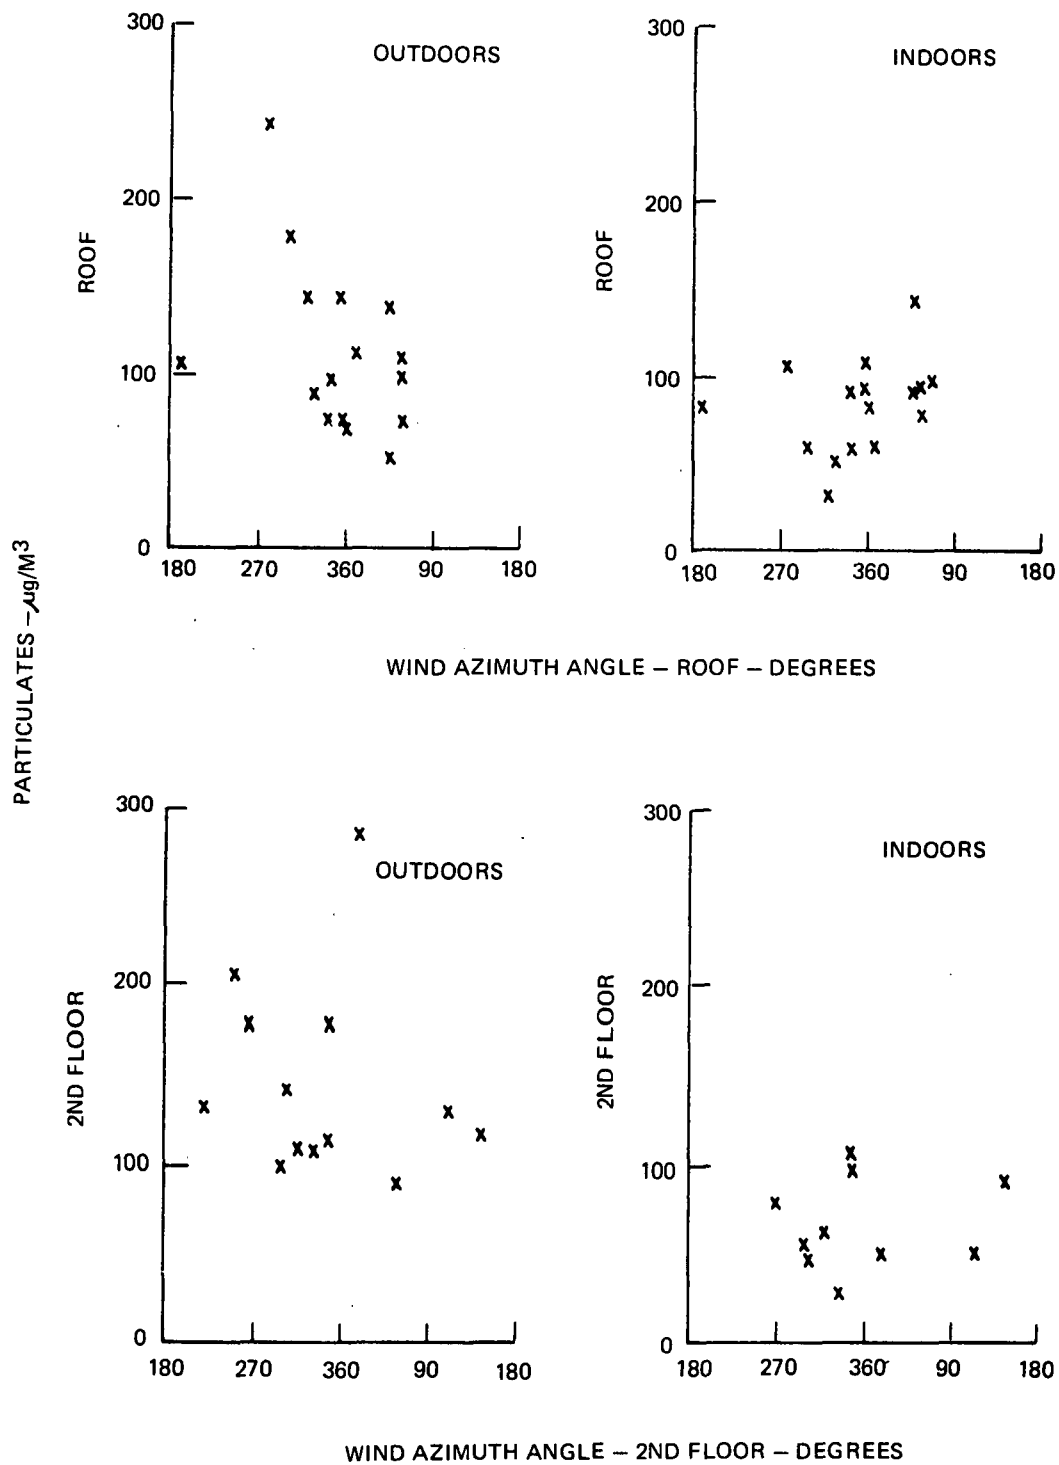 300
OUTDOORS
200
ROOF
100
0
180 270 360 90 180
300
INDOORS
200
ROOF
100
0
180 270 360 90 180
WIND AZIMUTH ANGLE – ROOF – DEGREES
PARTICULATES – μg/M³
300
OUTDOORS
200
2ND FLOOR
100
0
180 270 360 90 180
300
INDOORS
200
2ND FLOOR
100
0
180 270 360 90 180
WIND AZIMUTH ANGLE – 2ND FLOOR – DEGREES